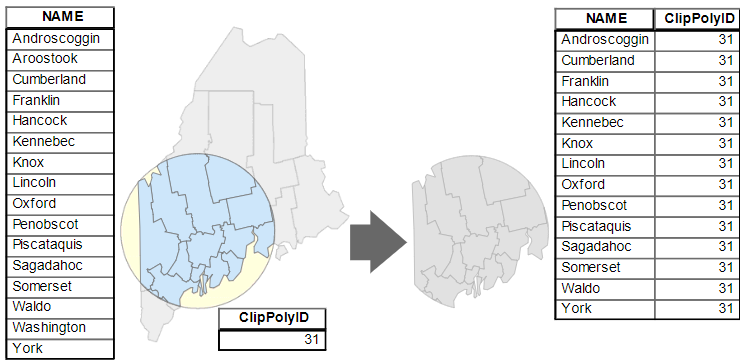 NAME
Androscoggin
Aroostook
Cumberland
Franklin
Hancock
Kennebec
Knox
Lincoln
Oxford
Penobscot
Piscataquis
Sagadahoc
Somerset
Waldo
Washington
York
ClipPolyID
31
NAME ClipPolyID
Androscoggin 31
Cumberland 31
Franklin 31
Hancock 31
Kennebec 31
Knox 31
Lincoln 31
Oxford 31
Penobscot 31
Piscataquis 31
Sagadahoc 31
Somerset 31
Waldo 31
York 31